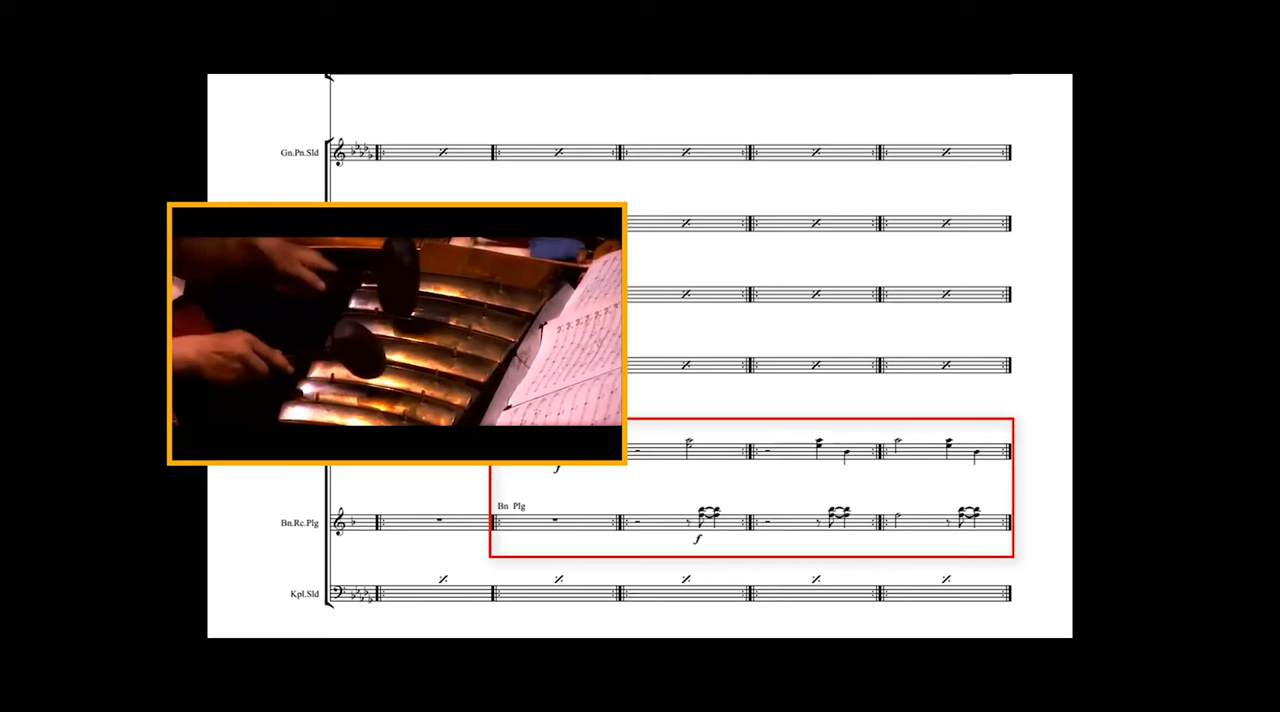 Gn.Pn.Sld
f
Bn Plg
Bn.Rc.Plg
f
Kpl.Sld